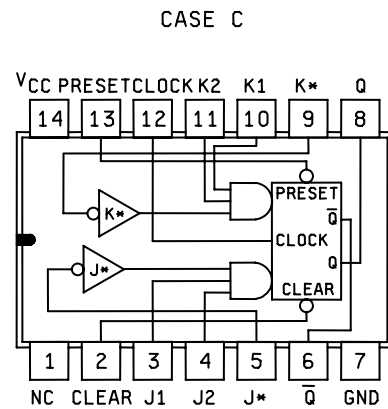 CASE C
VCC PRESET CLOCK K2 K1 K* Q
14 13 12 11 10 9 8
PRESET
K*
Q̅
CLOCK
J*
Q
CLEAR
1 2 3 4 5 6 7
NC CLEAR J1 J2 J* Q̅ GND